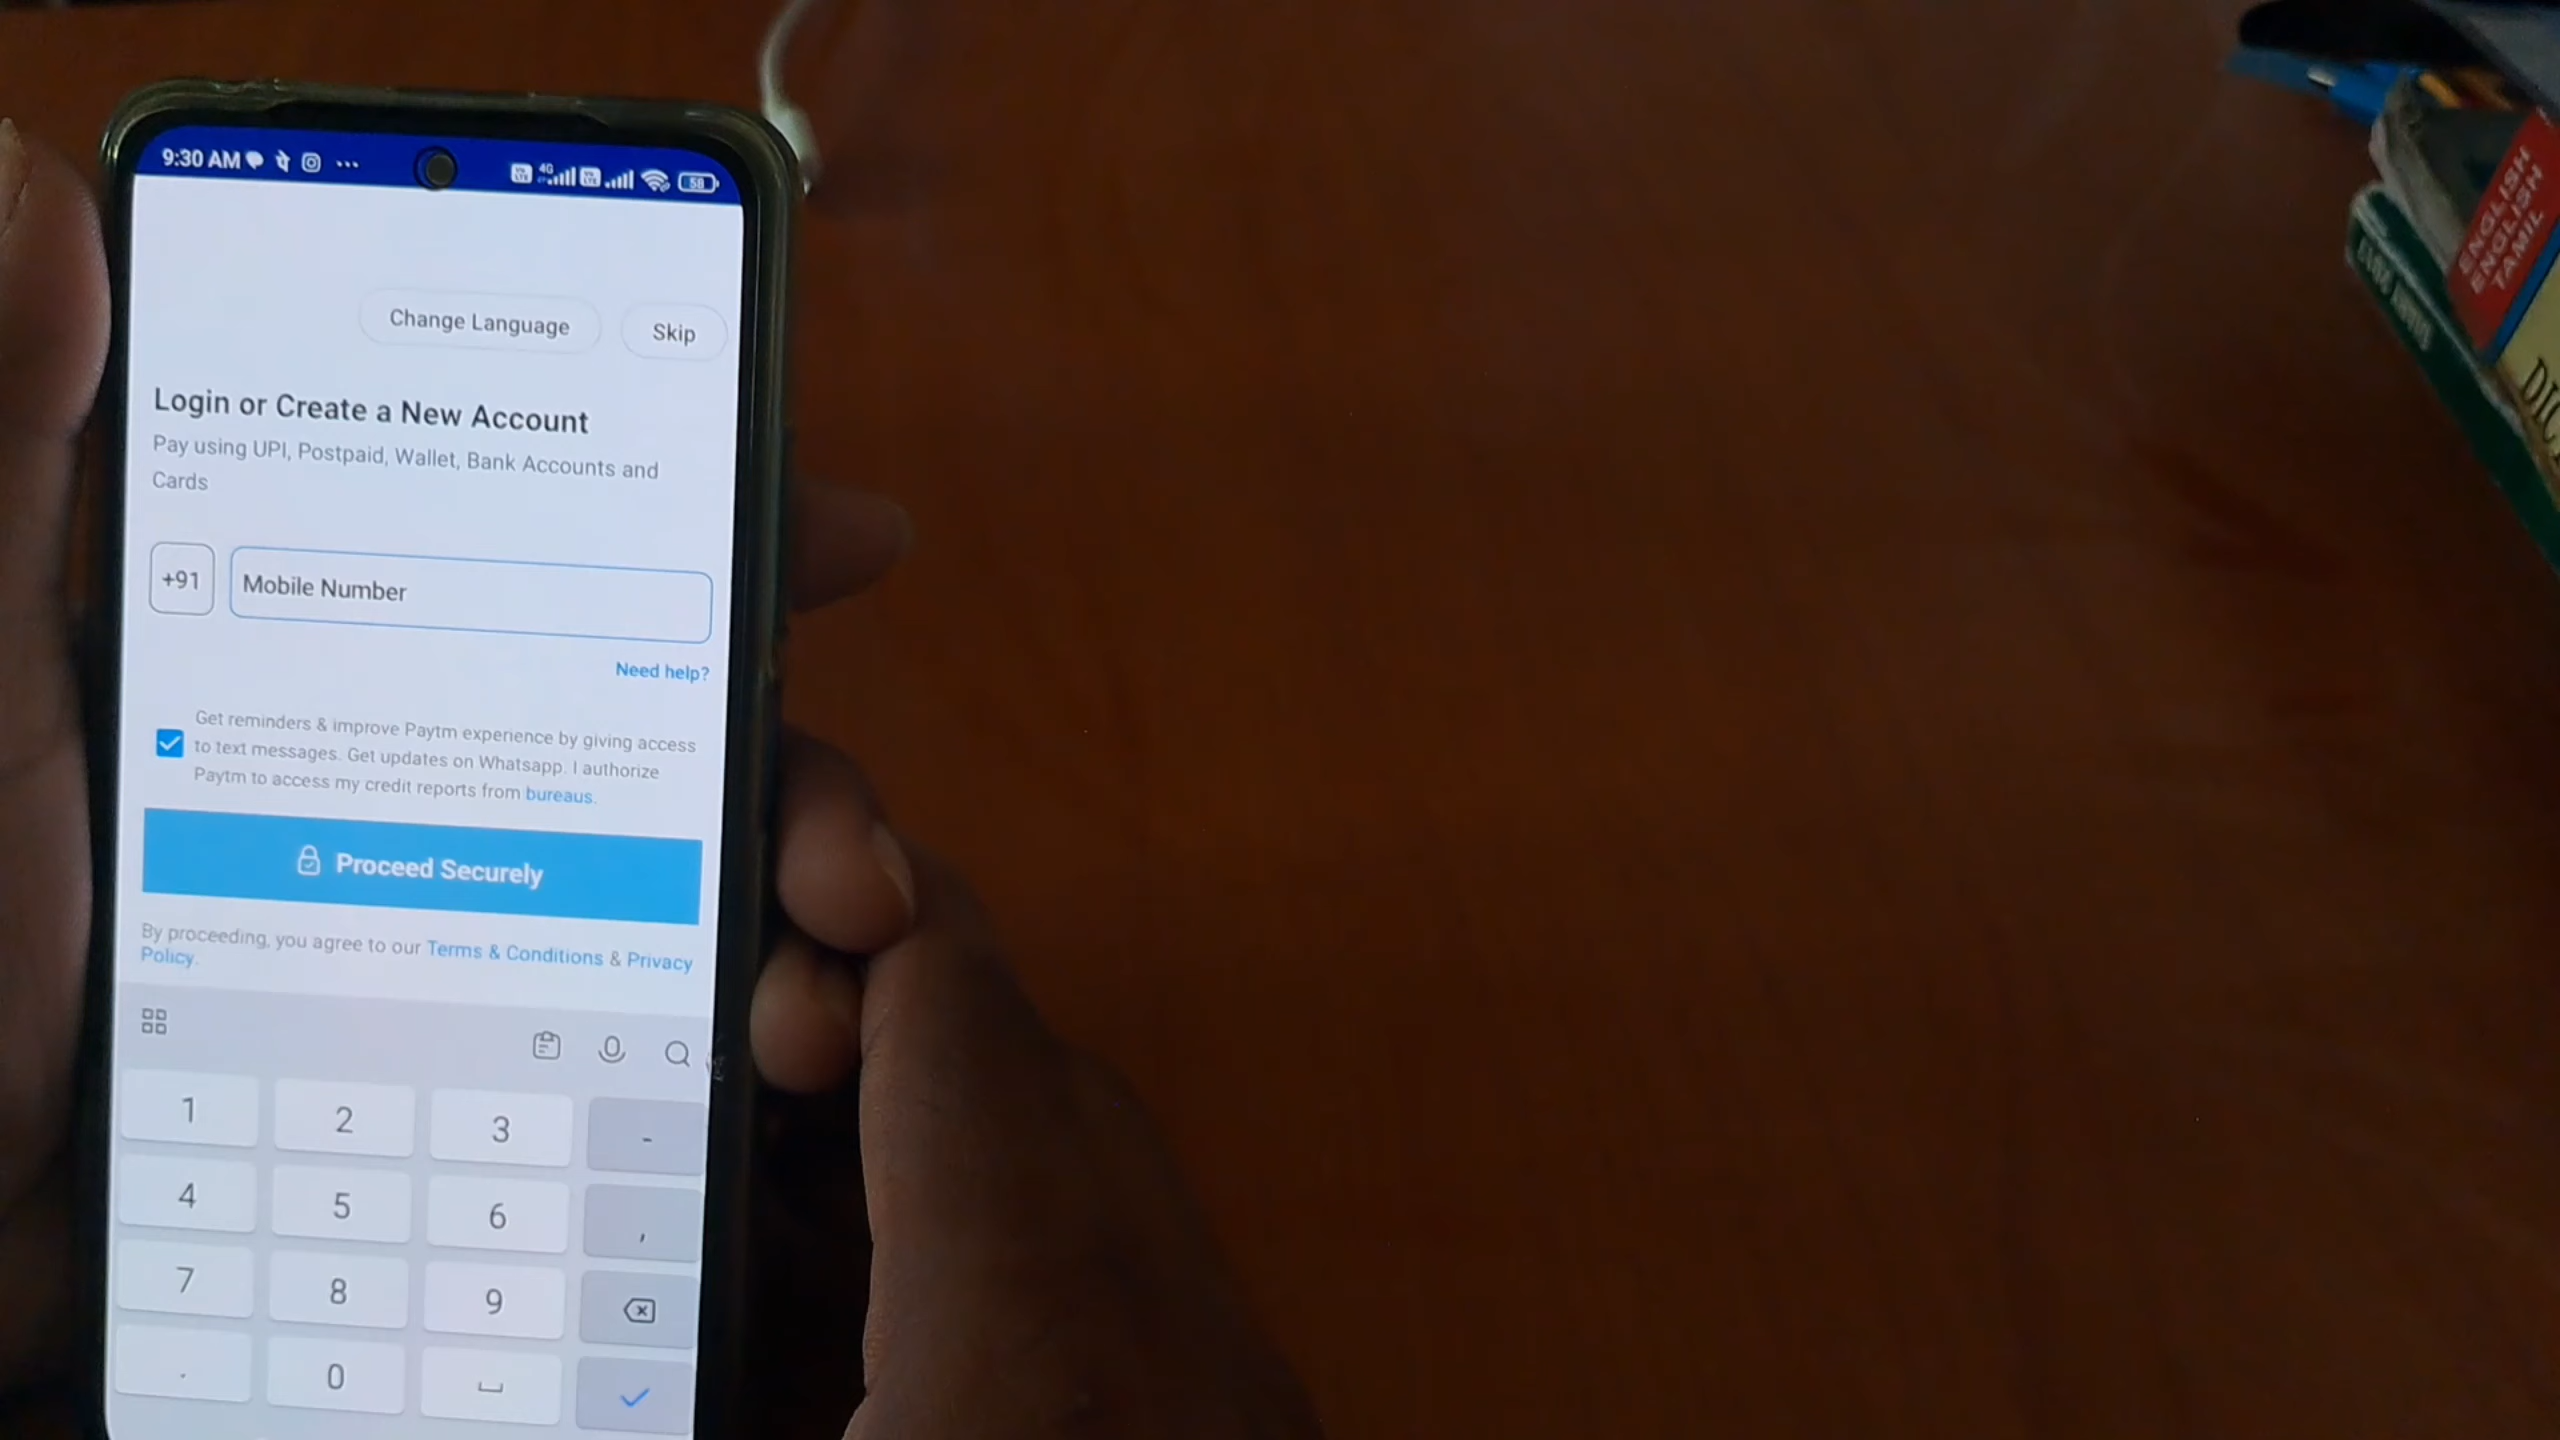 9:30 AM
4G
58
Change Language
Skip
Login or Create a New Account
Pay using UPI, Postpaid, Wallet, Bank Accounts and
Cards
+91
Mobile Number
Need help?
Get reminders & improve Paytm experience by giving access
to text messages. Get updates on Whatsapp. I authorize
Paytm to access my credit reports from bureaus.
Proceed Securely
By proceeding, you agree to our Terms & Conditions & Privacy
Policy.
1 2 3 -
4 5 6 ,
7 8 9
. 0
ENGLISH
ENGLISH
TAMIL